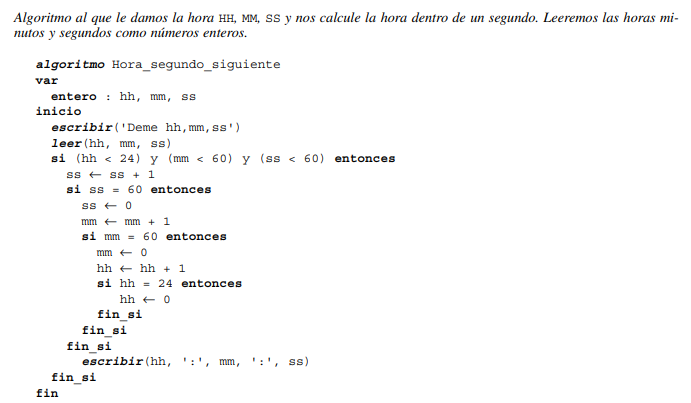 Algoritmo al que le damos la hora HH, MM, SS y nos calcule la hora dentro de un segundo. Leeremos las horas mi-
nutos y segundos como números enteros.
algoritmo Hora_segundo_siguiente
var
entero : hh, mm, ss
inicio
escribir('Deme hh,mm,ss')
leer(hh, mm, ss)
si (hh < 24) y (mm < 60) y (ss < 60) entonces
ss ← ss + 1
si ss = 60 entonces
ss ← 0
mm ← mm + 1
si mm = 60 entonces
mm ← 0
hh ← hh + 1
si hh = 24 entonces
hh ← 0
fin_si
fin_si
fin_si
escribir(hh, ':', mm, ':', ss)
fin_si
fin